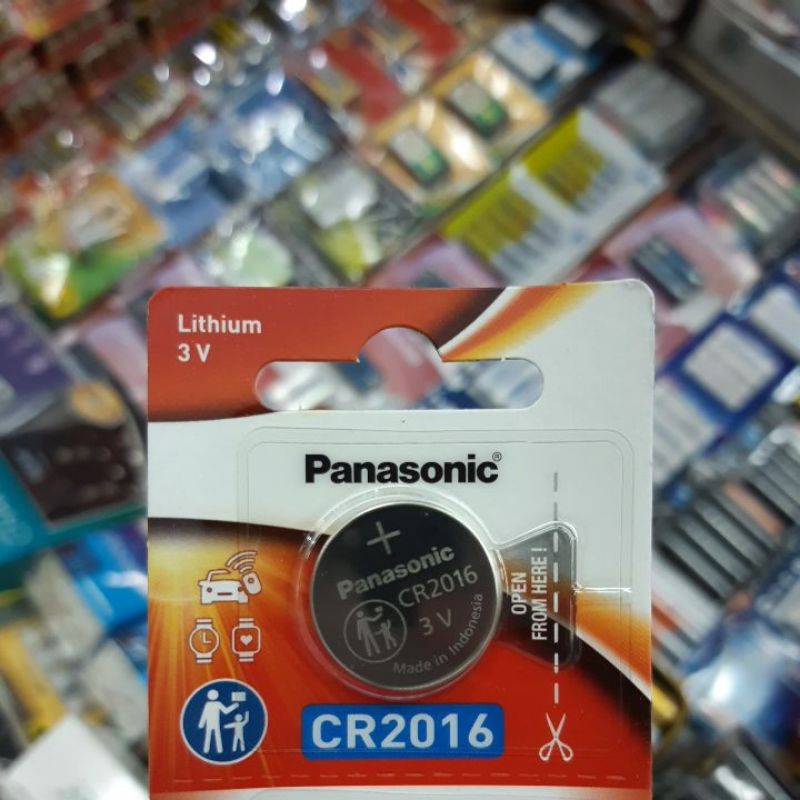 Lithium
3 V
Panasonic®
+
Panasonic
CR2016
3 V
Made in Indonesia
OPEN
FROM HERE!
CR2016